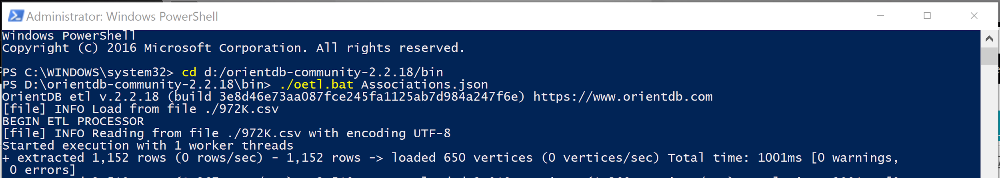 Administrator: Windows PowerShell
Windows PowerShell
Copyright (C) 2016 Microsoft Corporation. All rights reserved.
PS C:\WINDOWS\system32> cd d:/orientdb-community-2.2.18/bin
PS D:\orientdb-community-2.2.18\bin> ./oetl.bat Associations.json
OrientDB etl v.2.2.18 (build 3e8d46e73aa087fce245fa1125ab7d984a247f6e) https://www.orientdb.com
[file] INFO Load from file ./972K.csv
BEGIN ETL PROCESSOR
[file] INFO Reading from file ./972K.csv with encoding UTF-8
Started execution with 1 worker threads
+ extracted 1,152 rows (0 rows/sec) - 1,152 rows -> loaded 650 vertices (0 vertices/sec) Total time: 1001ms [0 warnings,
0 errors]